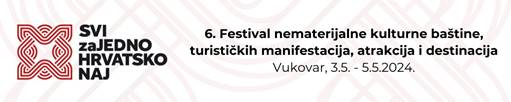 SVI
zaJEDNO
HRVATSKO
NAJ
6. Festival nematerijalne kulturne baštine,
turističkih manifestacija, atrakcija i destinacija
Vukovar, 3.5. - 5.5.2024.